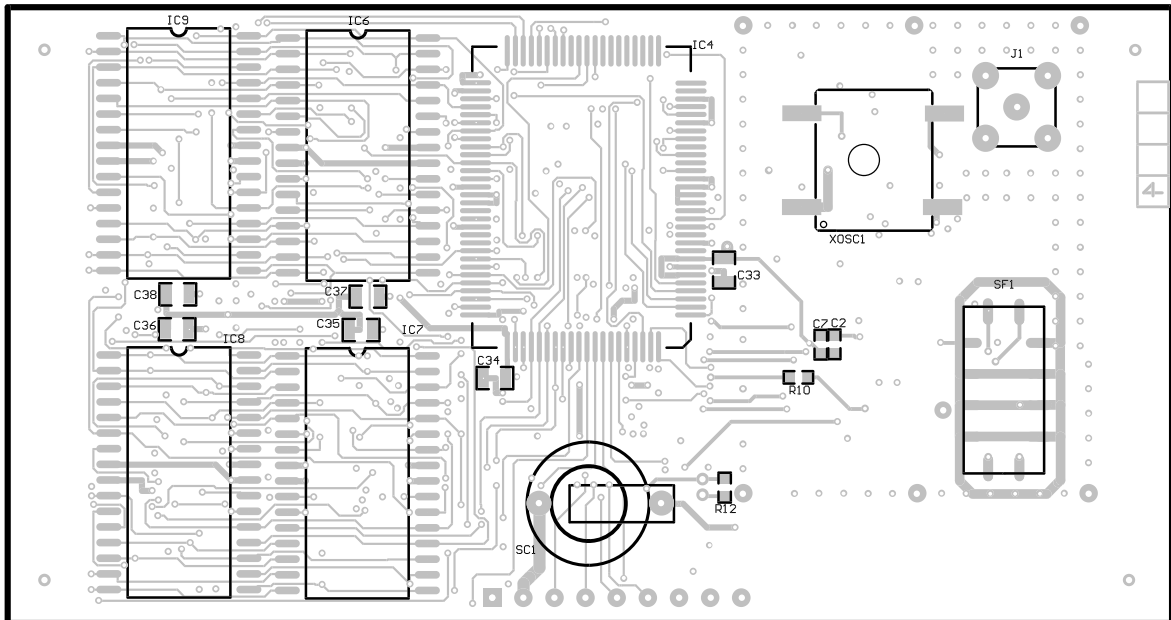 IC9
IC6
IC4
J1
XOSC1
C33
C38
C37
C36
C35
IC7
IC8
SF1
C7 C2
C34
R10
R12
SC1
4